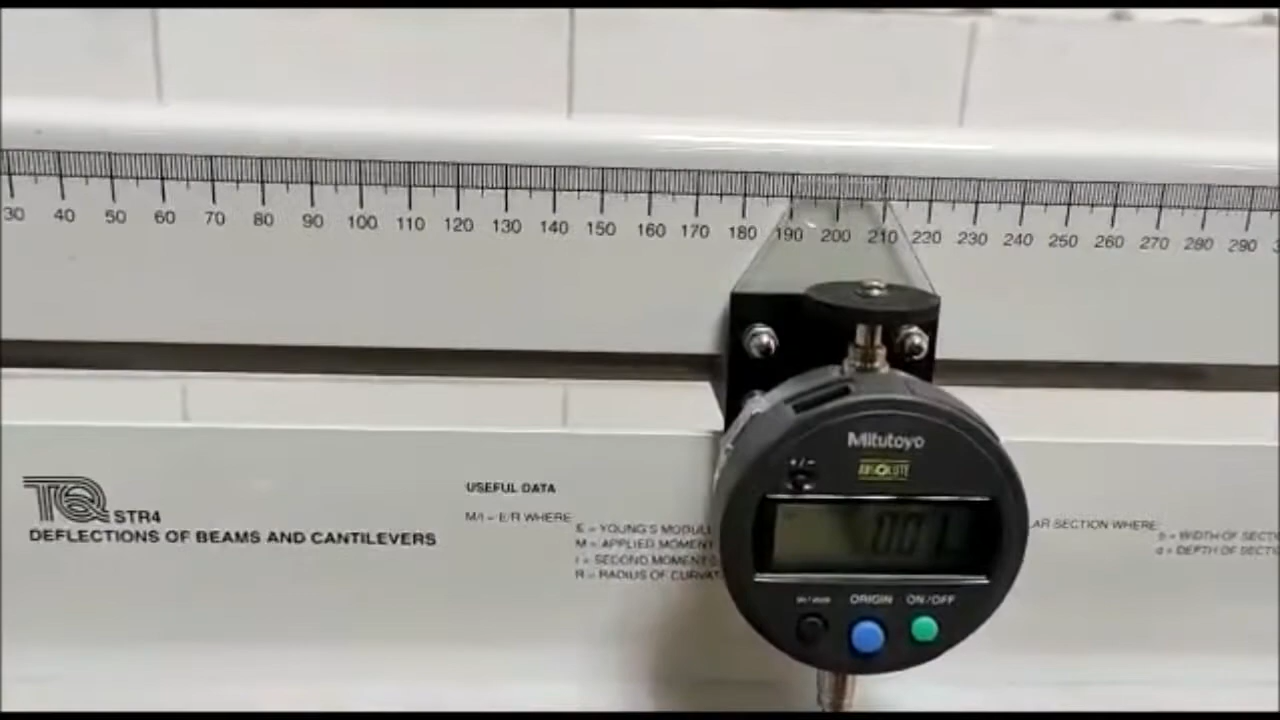 30 40 50 60 70 80 90 100 110 120 130 140 150 160 170 180 190 200 210 220 230 240 250 260 270 280 290
Mitutoyo
ABSOLUTE
+/-
0.01
ORIGIN ON/OFF
TQ STR4
DEFLECTIONS OF BEAMS AND CANTILEVERS
USEFUL DATA
M/I = E/R WHERE
E = YOUNG'S MODUL
M = APPLIED MOMENT
I = SECOND MOMENT
R = RADIUS OF CURVAT
AR SECTION WHERE
b = WIDTH OF SECTI
d = DEPTH OF SECTI